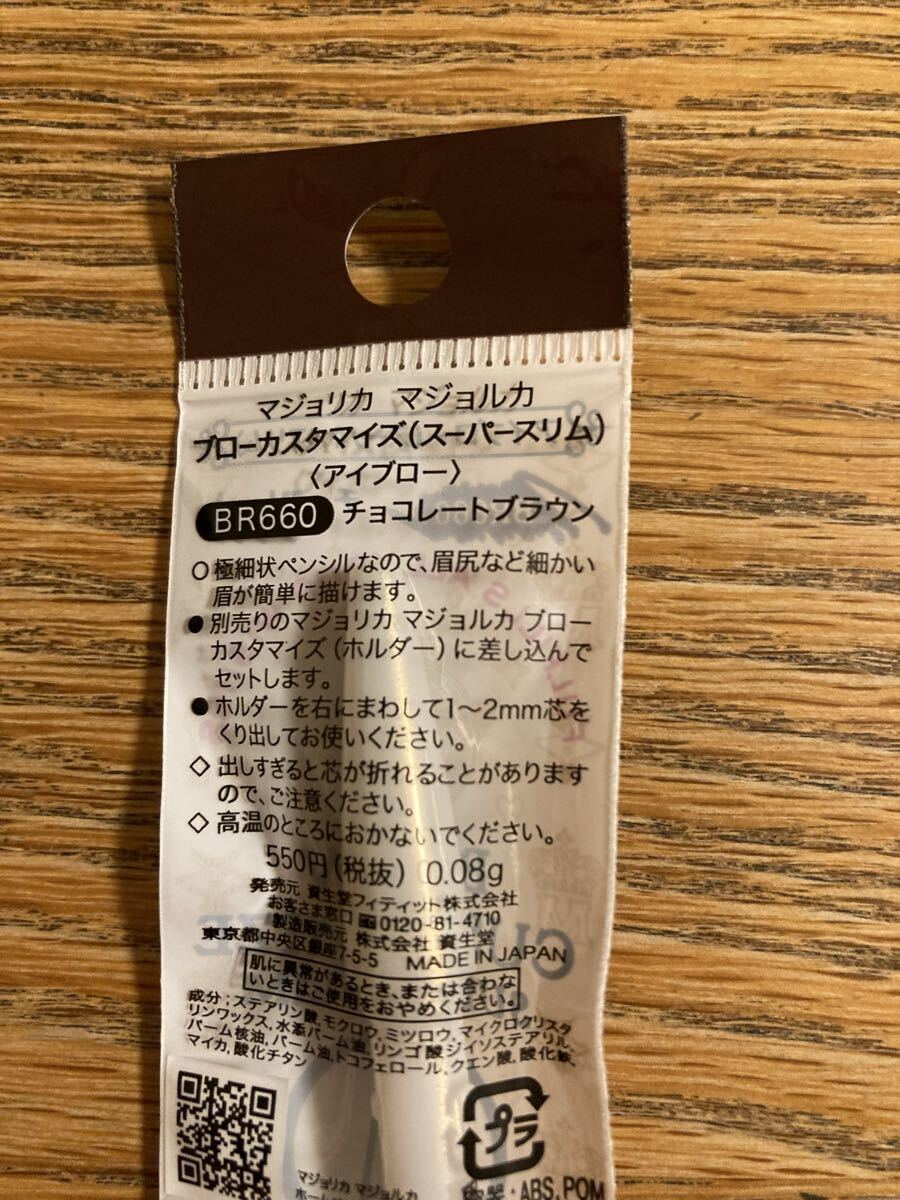 マジョリカ マジョルカ
ブローカスタマイズ(スーパースリム)
〈アイブロー〉
BR660 チョコレートブラウン
○極細状ペンシルなので、眉尻など細かい
眉が簡単に描けます。
●別売りのマジョリカ マジョルカ ブロー
カスタマイズ(ホルダー)に差し込んで
セットします。
●ホルダーを右にまわして1〜2mm芯を
くり出してお使いください。
◇出しすぎると芯が折れることがあります
ので、ご注意ください。
◇高温のところにおかないでください。
550円(税抜) 0.08g
発売元 資生堂フィティット株式会社
お客さま窓口 0120-81-4710
製造販売元 株式会社 資生堂
東京都中央区銀座7-5-5 MADE IN JAPAN
肌に異常があるとき、または合わな
いときはご使用をおやめください。
成分;ステアリン酸,モクロウ,ミツロウ,マイクロクリスタ
リンワックス,水添パーム油,リンゴ酸ジイソステアリル,
パーム核油,パーム油,トコフェロール,クエン酸,酸化鉄,
マイカ,酸化チタン
プラ
マジョリカ マジョルカ
ABS,POM